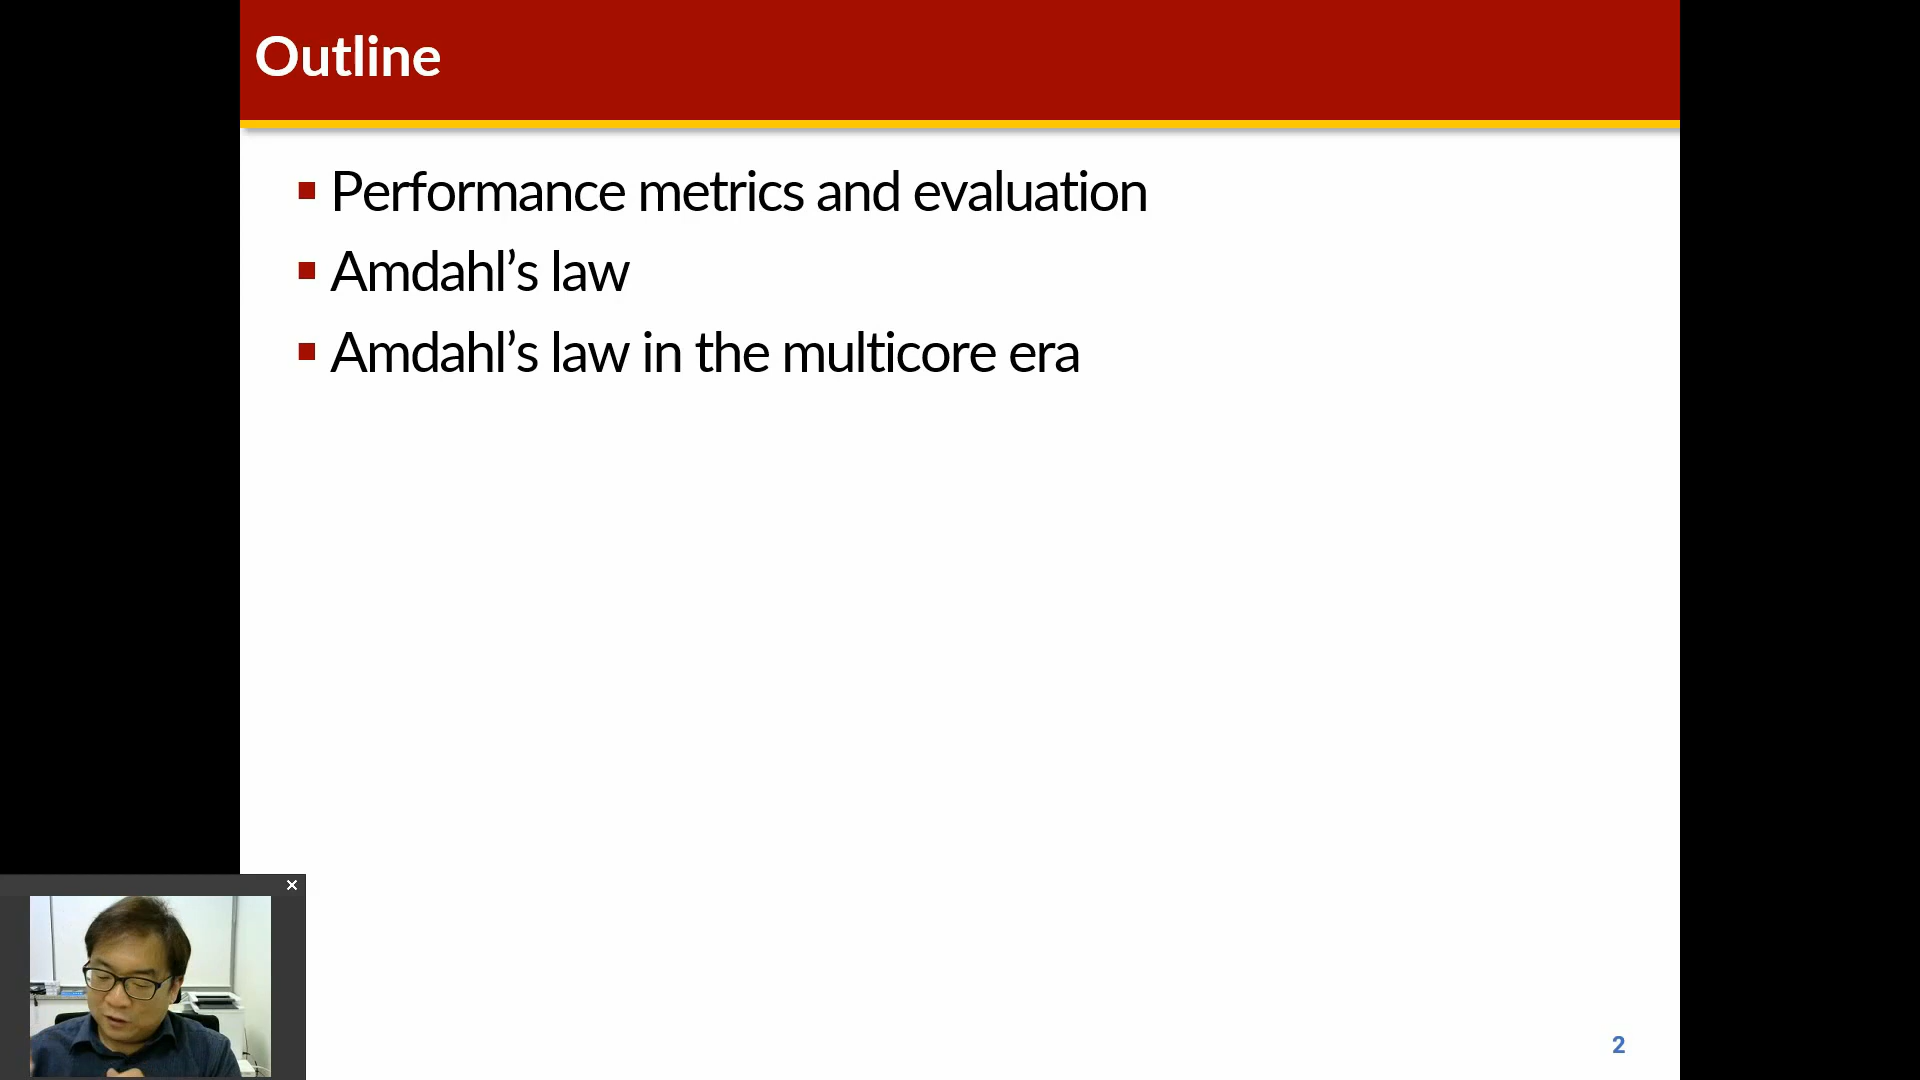 Outline
▪ Performance metrics and evaluation
▪ Amdahl’s law
▪ Amdahl’s law in the multicore era
2